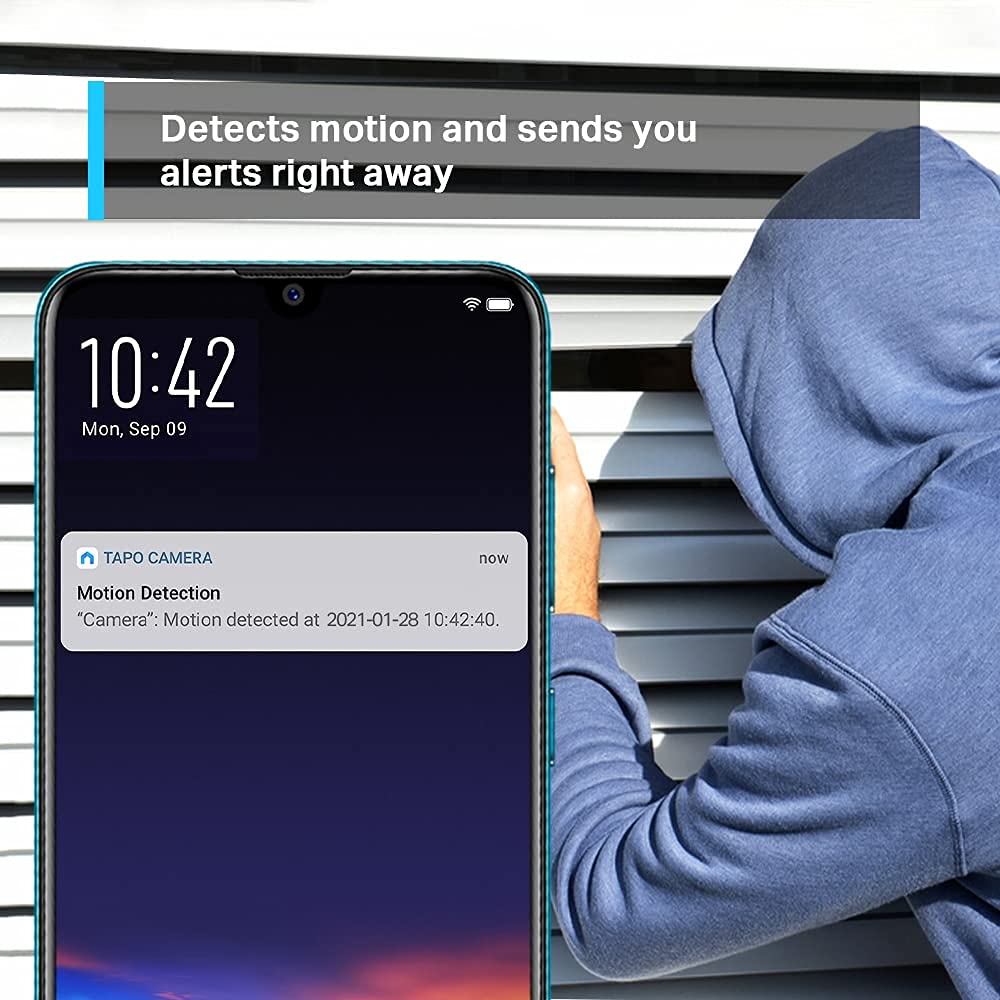 Detects motion and sends you
alerts right away
10:42
Mon, Sep 09
TAPO CAMERA
now
Motion Detection
“Camera”: Motion detected at 2021-01-28 10:42:40.